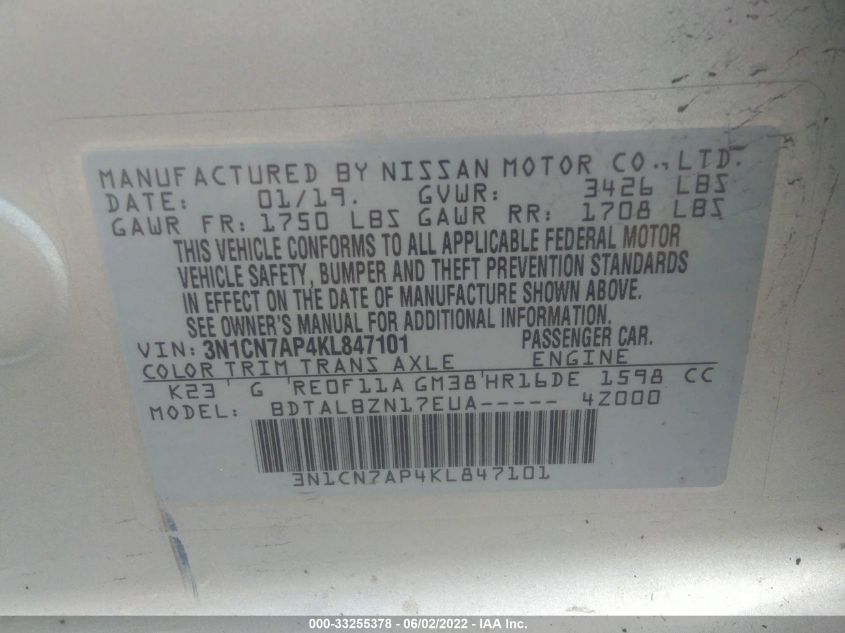 MANUFACTURED BY NISSAN MOTOR CO., LTD.
DATE: 01/19. GVWR: 3426 LBS
GAWR FR: 1750 LBS GAWR RR: 1708 LBS
THIS VEHICLE CONFORMS TO ALL APPLICABLE FEDERAL MOTOR
VEHICLE SAFETY, BUMPER AND THEFT PREVENTION STANDARDS
IN EFFECT ON THE DATE OF MANUFACTURE SHOWN ABOVE.
SEE OWNER'S MANUAL FOR ADDITIONAL INFORMATION.
VIN: 3N1CN7AP4KL847101 PASSENGER CAR.
COLOR TRIM TRANS AXLE ENGINE
K23 ' G 'RE0F11A GM38'HR16DE 1598 CC
MODEL: BDTALBZN17EUA----- 4Z000
3N1CN7AP4KL847101
000-33255378 - 06/02/2022 - IAA Inc.